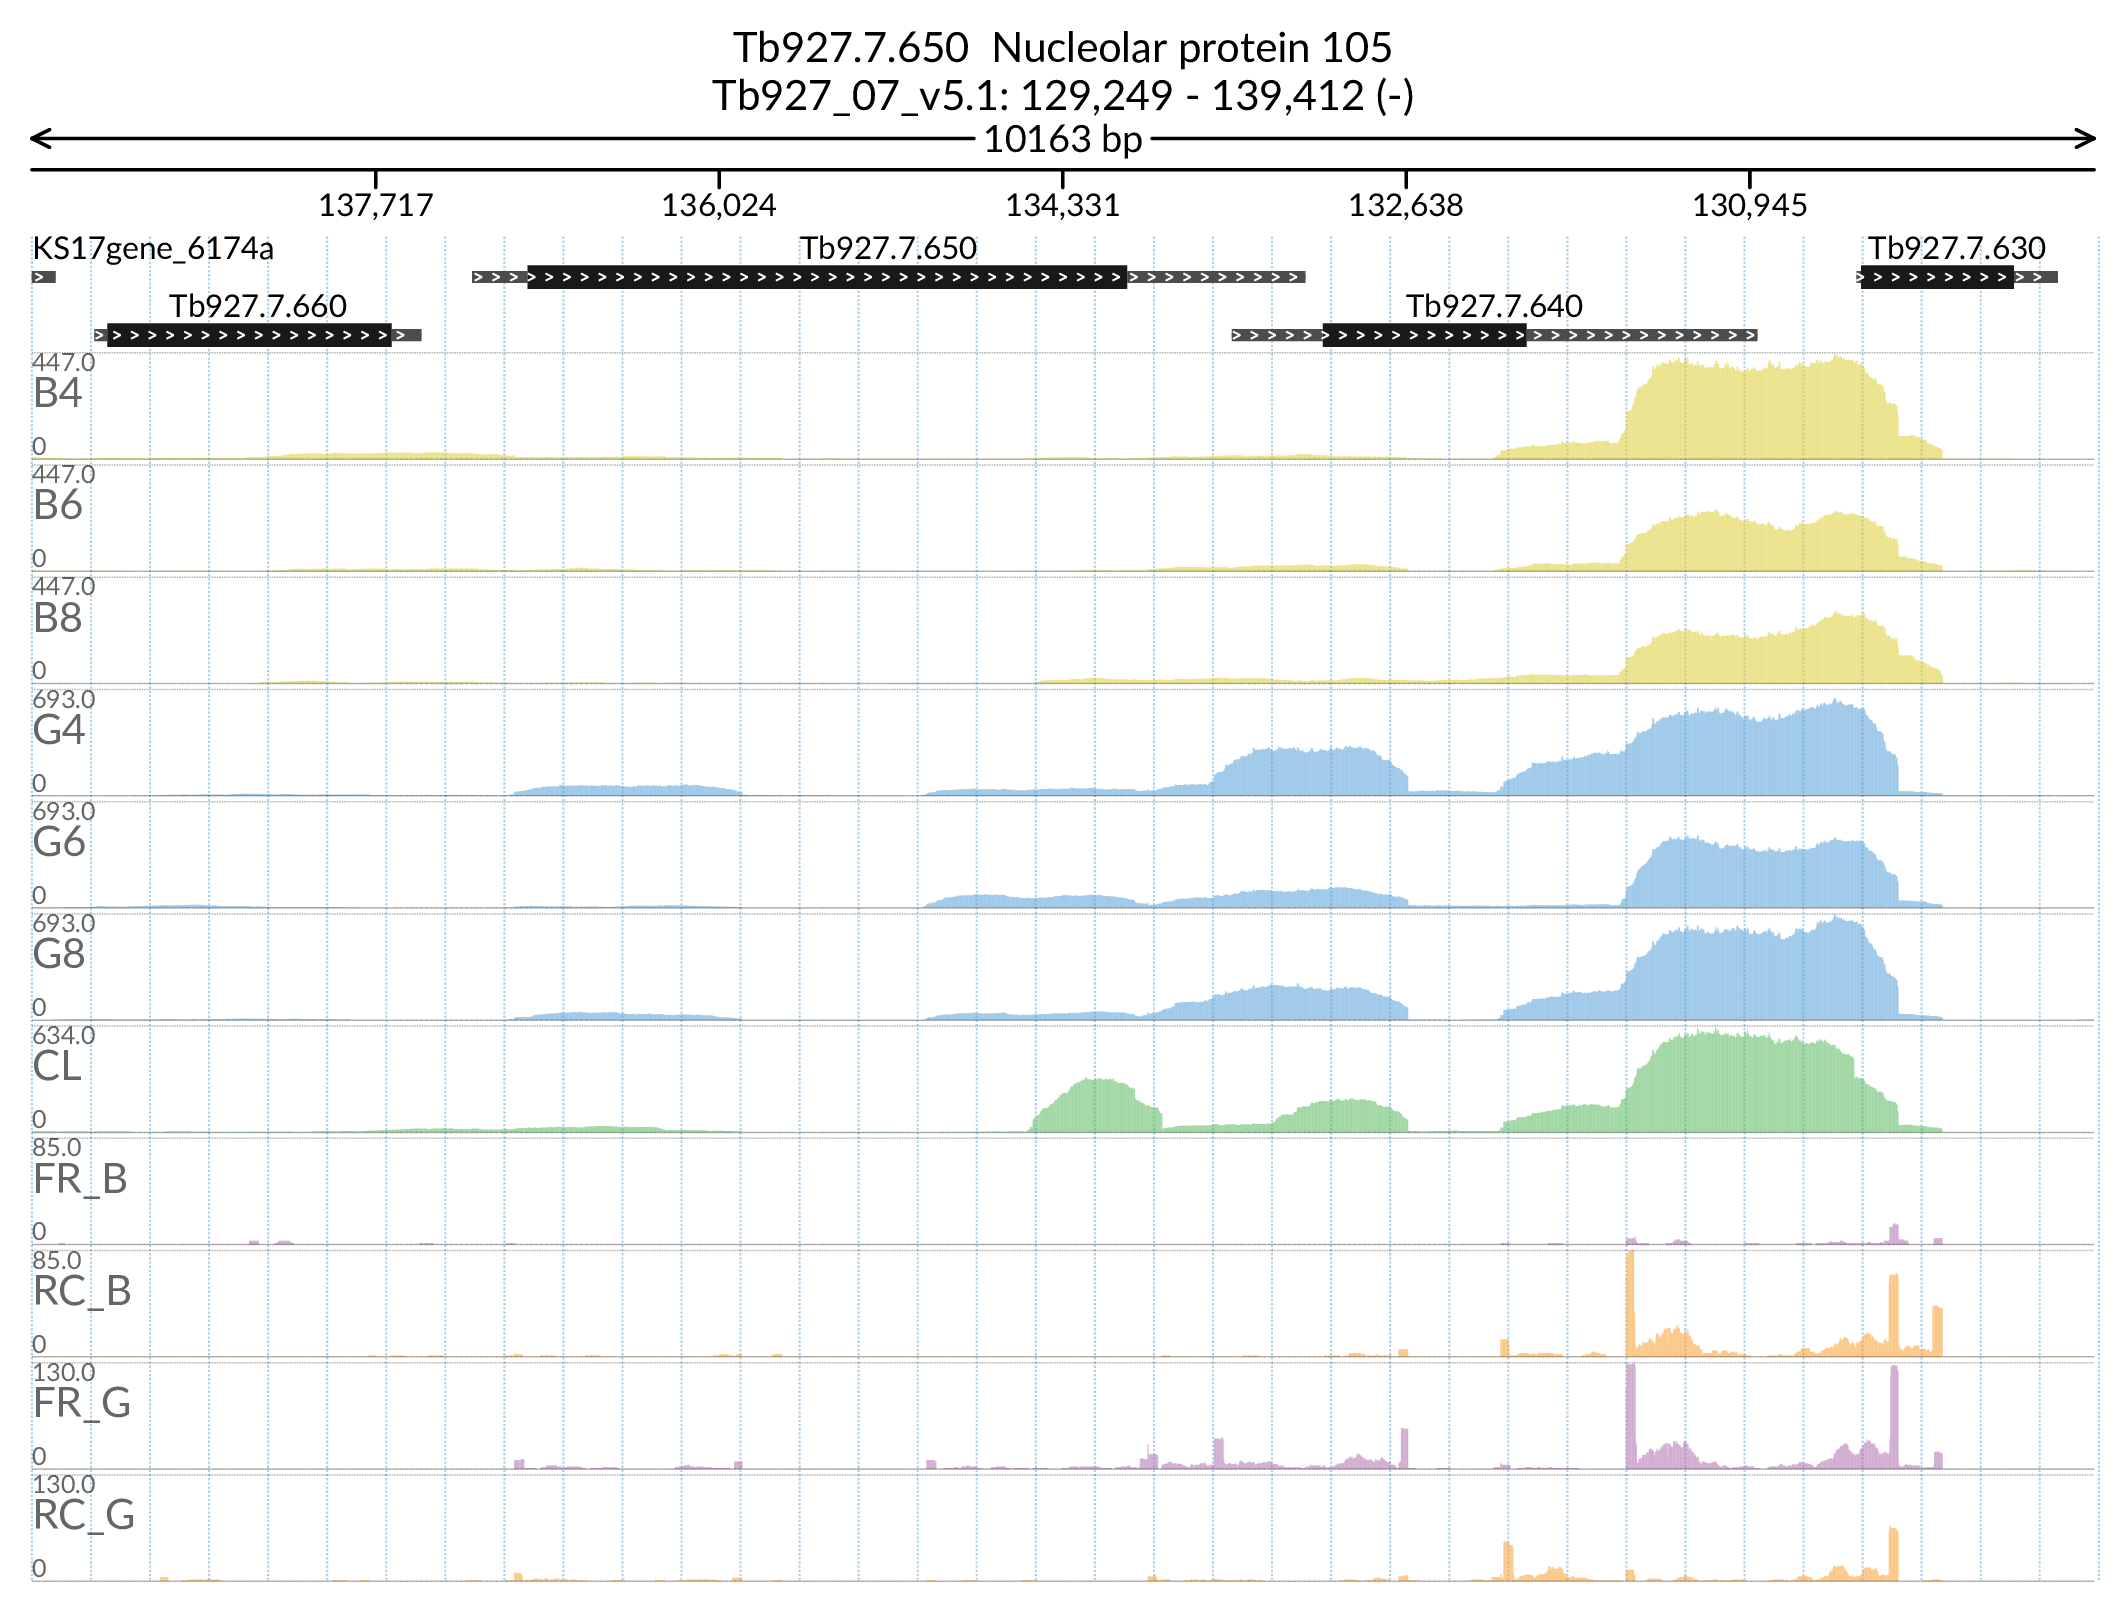 Tb927.7.650 Nucleolar protein 105
Tb927_07_v5.1: 129,249 - 139,412 (-)
10163 bp
137,717 136,024 134,331 132,638 130,945
KS17gene_6174a Tb927.7.650 Tb927.7.630
Tb927.7.660 Tb927.7.640
447.0
B4
0
447.0
B6
0
447.0
B8
0
693.0
G4
0
693.0
G6
0
693.0
G8
0
634.0
CL
0
85.0
FR_B
0
85.0
RC_B
0
130.0
FR_G
0
130.0
RC_G
0